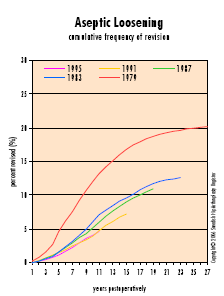 Aseptic Loosening
cumulative frequency of revision
30
1995 1991 1987
1983 1979
25
20
15
10
5
0
percent revised (%)
1 3 5 7 9 11 13 15 17 19 21 23 25 27
years postoperatively